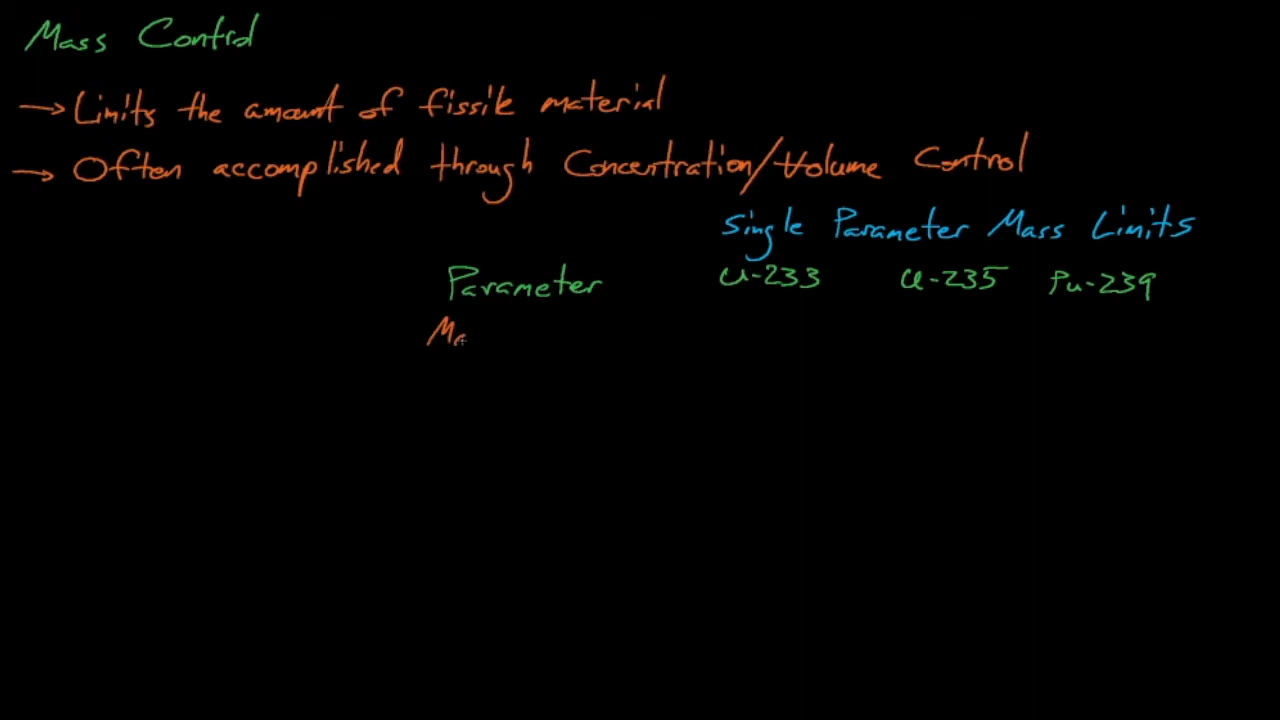 Mass Control
→ Limits the amount of fissile material
→ Often accomplished through Concentration/Volume Control
Single Parameter Mass Limits
Parameter U-233 U-235 Pu-239
Ma